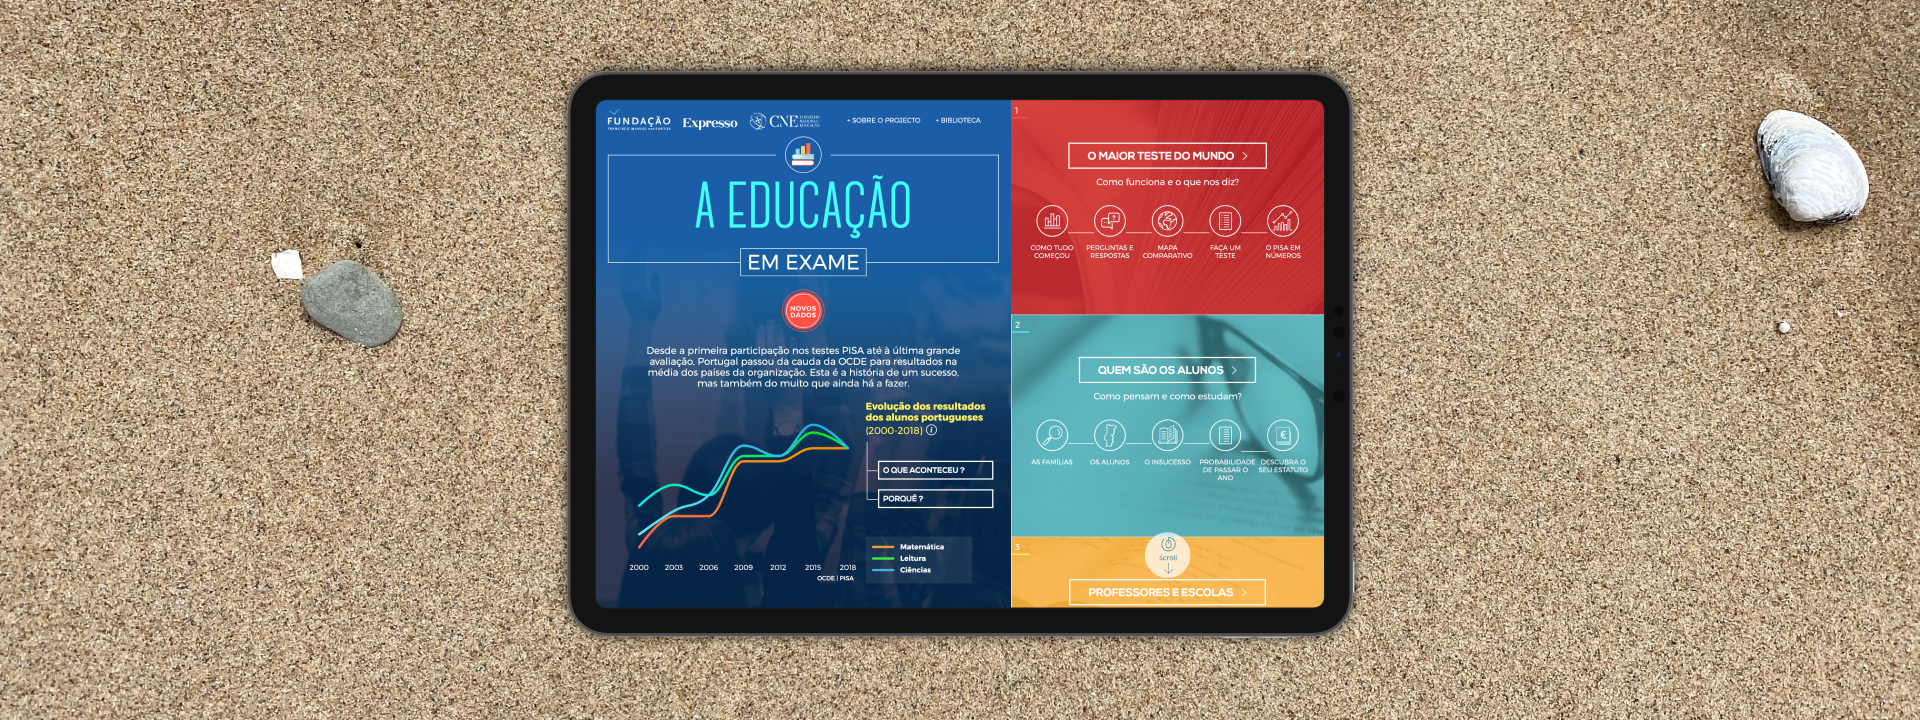 FUNDAÇÃO
FRANCISCO MANUEL DOS SANTOS
Expresso
CNE CONSELHO
NACIONAL
EDUCAÇÃO
+ SOBRE O PROJECTO
+ BIBLIOTECA
A EDUCAÇÃO
EM EXAME
NOVOS
DADOS
Desde a primeira participação nos testes PISA até à última grande
avaliação, Portugal passou da cauda da OCDE para resultados na
média dos países da organização. Esta é a história de um sucesso,
mas também do muito que ainda há a fazer.
Evolução dos resultados
dos alunos portugueses
(2000-2018) i
O QUE ACONTECEU ?
PORQUÊ ?
Matemática
Leitura
Ciências
2000 2003 2006 2009 2012 2015 2018
OCDE | PISA
1
O MAIOR TESTE DO MUNDO >
Como funciona e o que nos diz?
COMO TUDO
COMEÇOU
PERGUNTAS E
RESPOSTAS
MAPA
COMPARATIVO
FAÇA UM
TESTE
O PISA EM
NÚMEROS
2
QUEM SÃO OS ALUNOS >
Como pensam e como estudam?
AS FAMÍLIAS
OS ALUNOS
O INSUCESSO
PROBABILIDADE
DE PASSAR O
ANO
DESCUBRA O
SEU ESTATUTO
3
scroll
PROFESSORES E ESCOLAS >